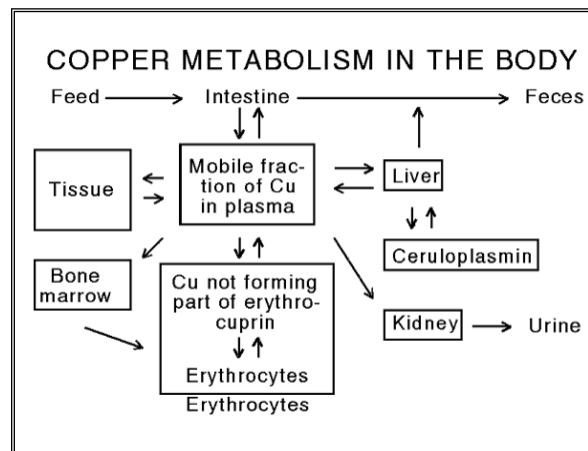 COPPER METABOLISM IN THE BODY
Feed
Intestine
Feces
Tissue
Mobile frac-
tion of Cu
in plasma
Liver
Ceruloplasmin
Bone
marrow
Cu not forming
part of erythro-
cuprin
Erythrocytes
Erythrocytes
Kidney
Urine